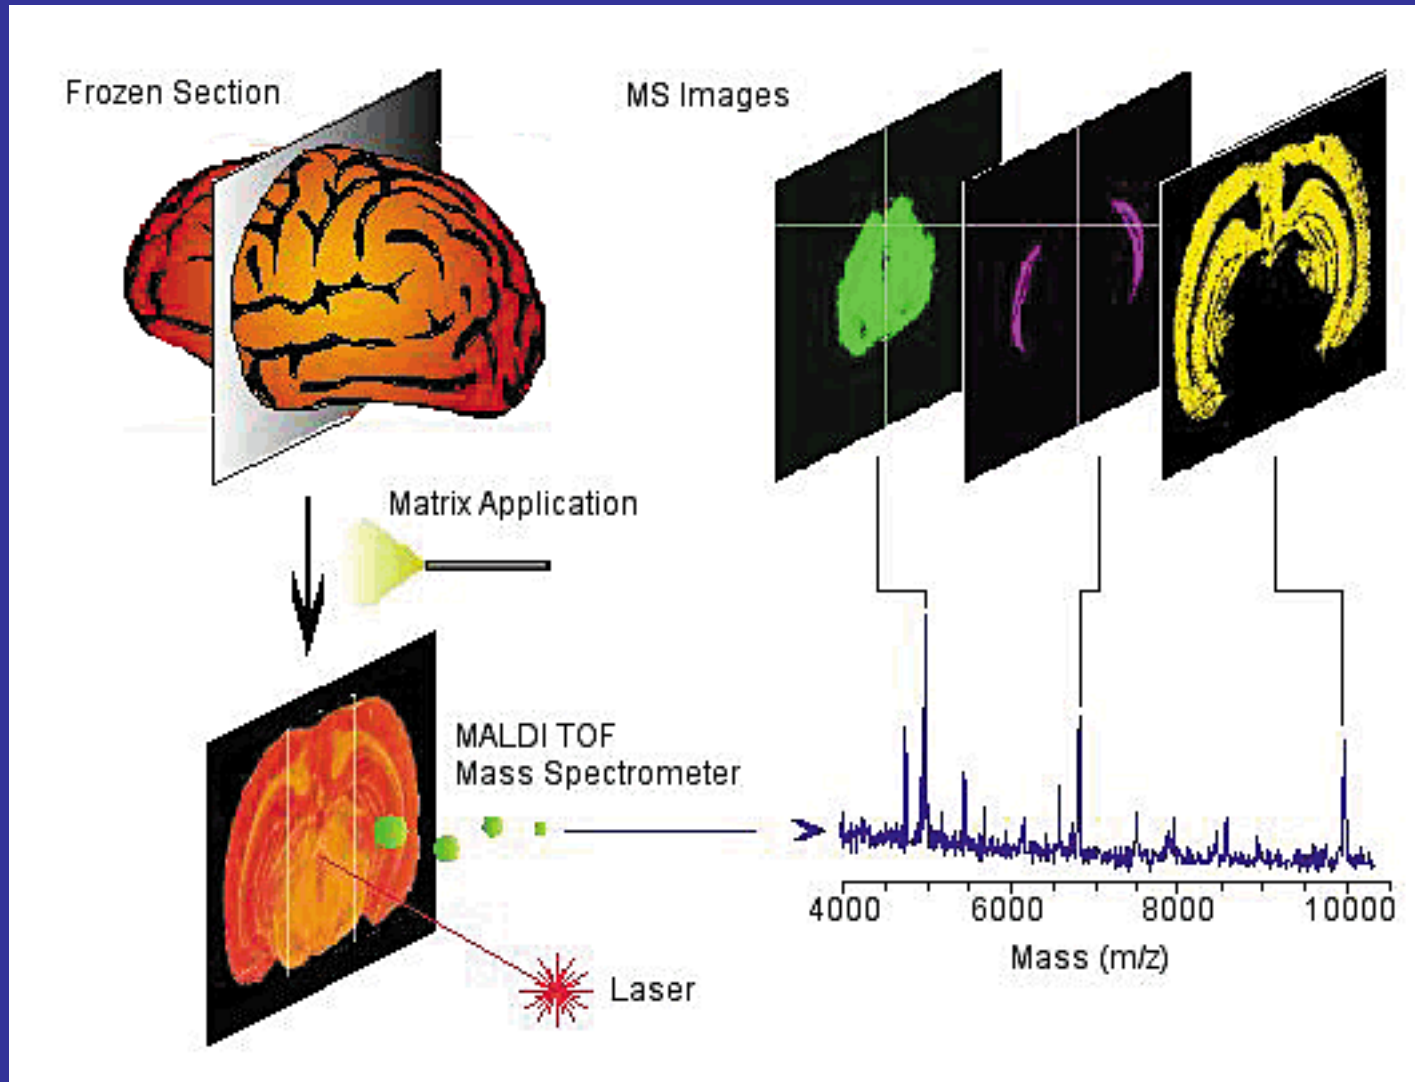 Frozen Section
MS Images
Matrix Application
MALDI TOF
Mass Spectrometer
Laser
4000 6000 8000 10000
Mass (m/z)